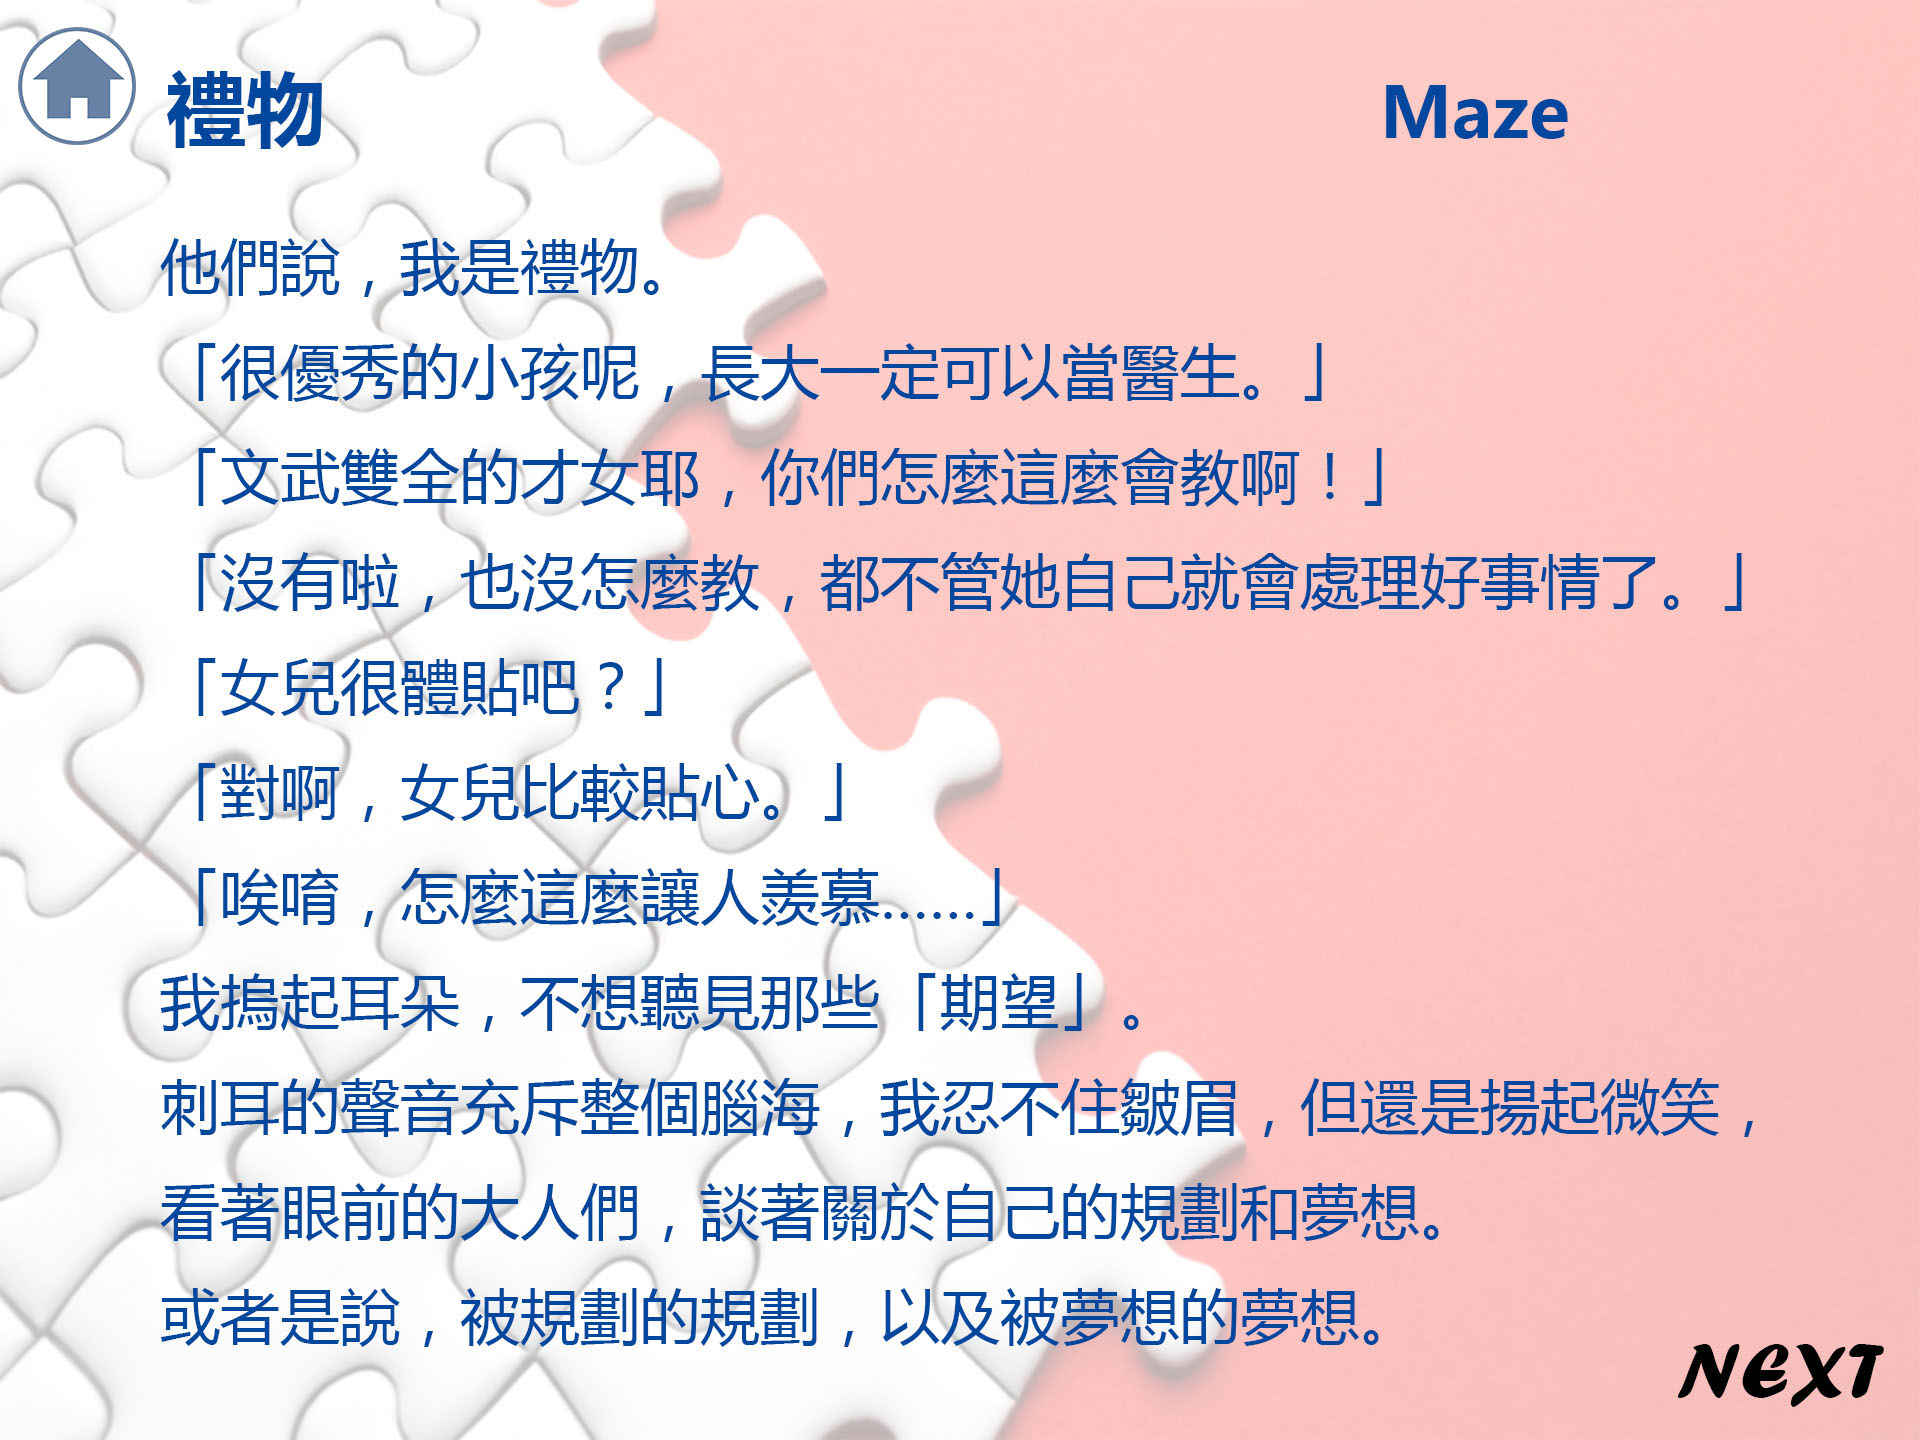 禮物 Maze
他們說，我是禮物。
「很優秀的小孩呢，長大一定可以當醫生。」
「文武雙全的才女耶，你們怎麼這麼會教啊！」
「沒有啦，也沒怎麼教，都不管她自己就會處理好事情了。」
「女兒很體貼吧？」
「對啊，女兒比較貼心。」
「唉唷，怎麼這麼讓人羨慕……」
我摀起耳朵，不想聽見那些「期望」。
刺耳的聲音充斥整個腦海，我忍不住皺眉，但還是揚起微笑，
看著眼前的大人們，談著關於自己的規劃和夢想。
或者是說，被規劃的規劃，以及被夢想的夢想。
NEXT